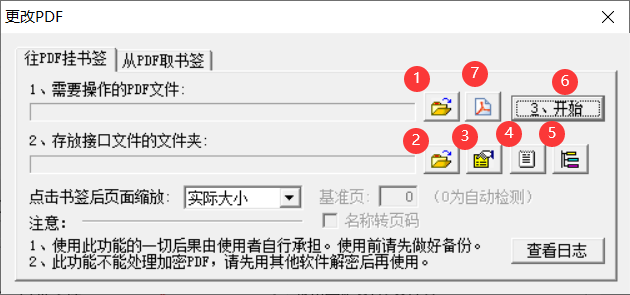 更改PDF
往PDF挂书签
从PDF取书签
1、需要操作的PDF文件:
1
7
6
3、开始
2、存放接口文件的文件夹:
2
3
4
5
点击书签后页面缩放:
实际大小
基准页:
0
(0为自动检测)
注意:
名称转页码
1、使用此功能的一切后果由使用者自行承担。使用前请先做好备份。
2、此功能不能处理加密PDF,请先用其他软件解密后再使用。
查看日志